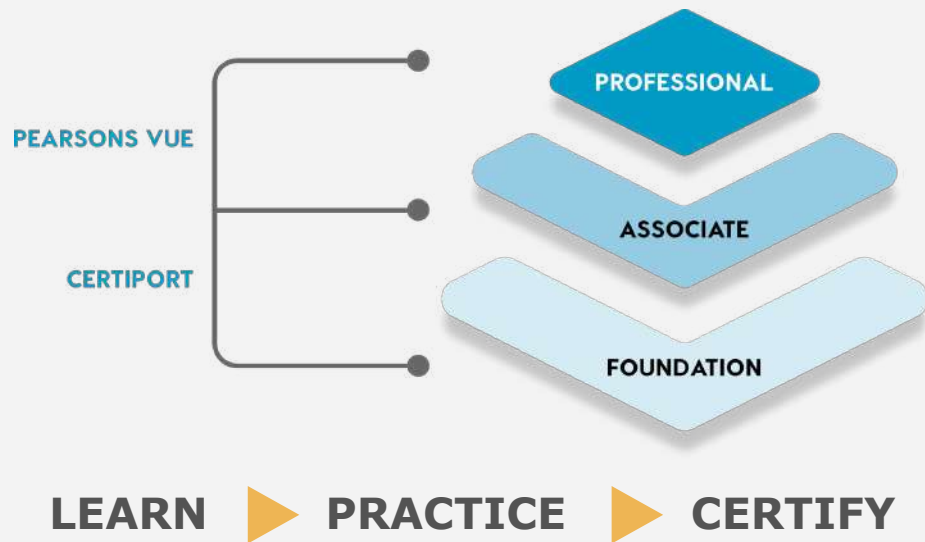 PROFESSIONAL
PEARSONS VUE
ASSOCIATE
CERTIPORT
FOUNDATION
LEARN PRACTICE CERTIFY